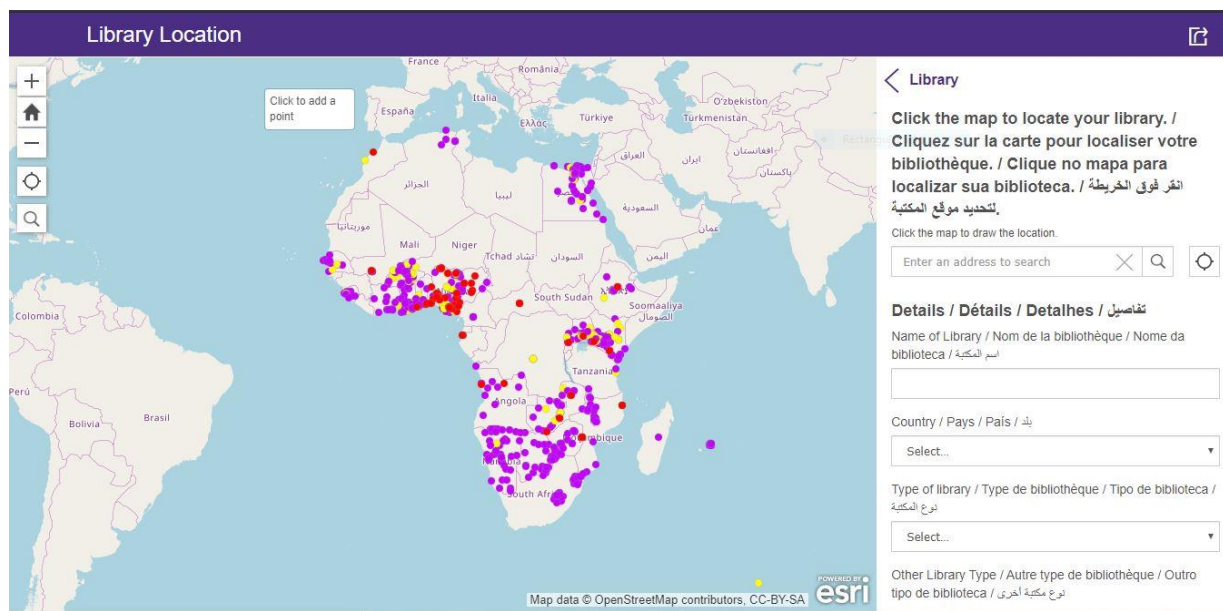 Library Location
Click to add a
point
France
România
Italia
España
Ελλάς
Türkiye
O'zbekiston
Türkmenistan
العراق
ایران
افغانستان
پاکستان
الجزائر
ليبيا
السعودية
موريتانيا
عمان
Mali
Niger
Tchad تشاد
السودان
اليمن
South Sudan
Soomaaliya
الصومال
Colombia
Tanzania
Perú
Angola
Brasil
Bolivia
South Afri
Map data © OpenStreetMap contributors, CC-BY-SA
POWERED BY
esri
Library
Click the map to locate your library. /
Cliquez sur la carte pour localiser votre
bibliothèque. / Clique no mapa para
localizar sua biblioteca. / انقر فوق الخريطة
لتحديد موقع المكتبة.
Click the map to draw the location.
Enter an address to search
Details / Détails / Detalhes / تفاصيل
Name of Library / Nom de la bibliothèque / Nome da
biblioteca / اسم المكتبة
Country / Pays / País / بلد
Select...
Type of library / Type de bibliothèque / Tipo de biblioteca /
نوع المكتبة
Select...
Other Library Type / Autre type de bibliothèque / Outro
tipo de biblioteca / نوع مكتبة أخرى